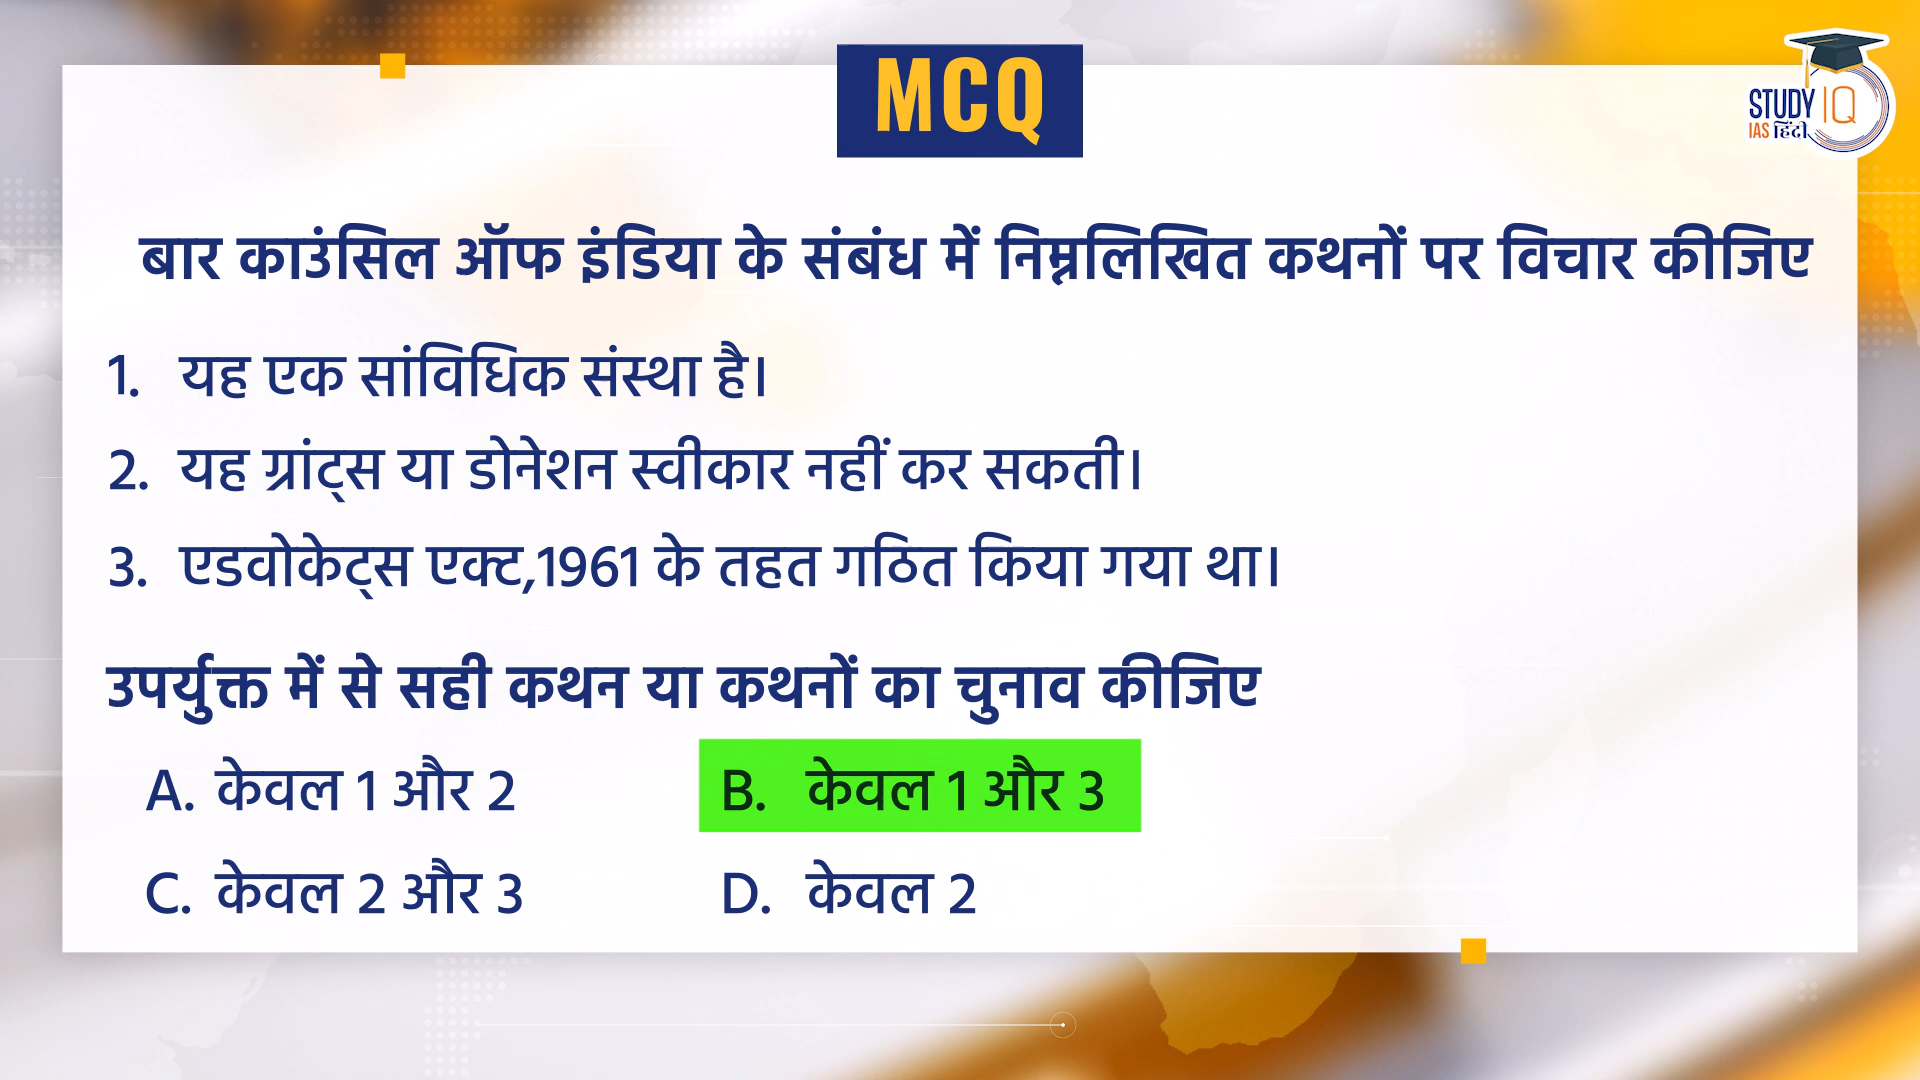 MCQ
STUDY IQ
IAS हिंदी
बार काउंसिल ऑफ इंडिया के संबंध में निम्नलिखित कथनों पर विचार कीजिए
1. यह एक सांविधिक संस्था है।
2. यह ग्रांट्स या डोनेशन स्वीकार नहीं कर सकती।
3. एडवोकेट्स एक्ट,1961 के तहत गठित किया गया था।
उपर्युक्त में से सही कथन या कथनों का चुनाव कीजिए
A. केवल 1 और 2 B. केवल 1 और 3
C. केवल 2 और 3 D. केवल 2